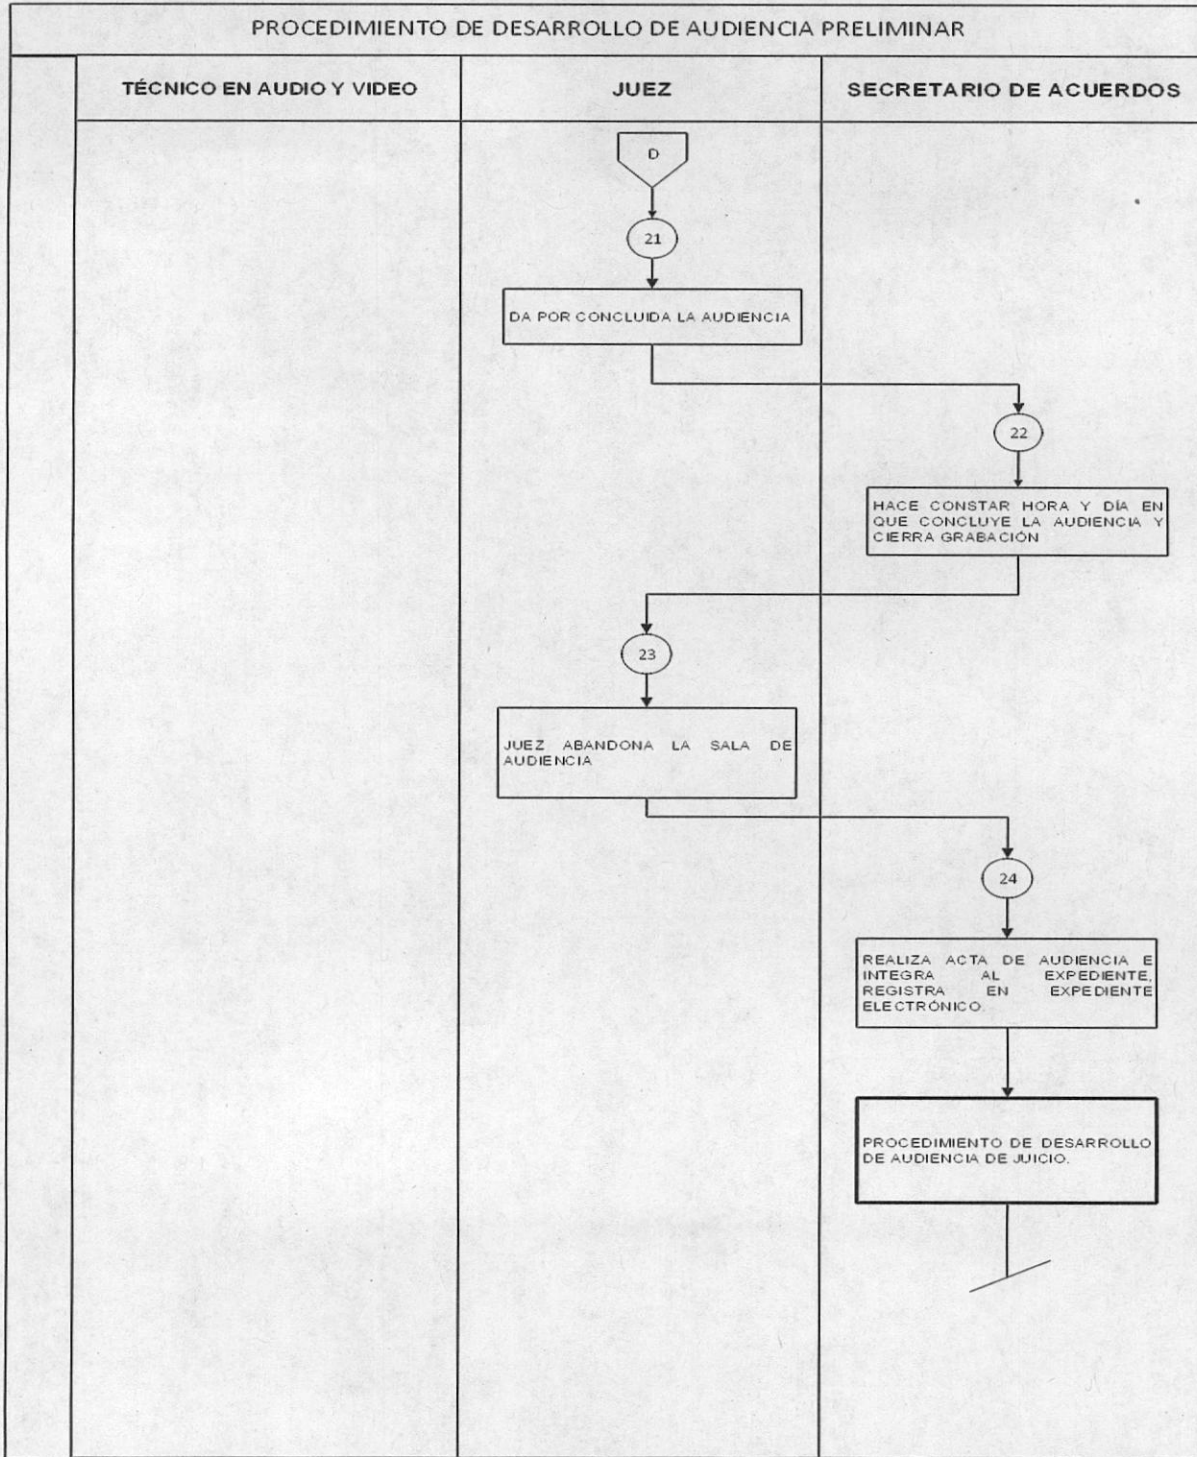 PROCEDIMIENTO DE DESARROLLO DE AUDIENCIA PRELIMINAR
TÉCNICO EN AUDIO Y VIDEO
JUEZ
SECRETARIO DE ACUERDOS
D
21
DA POR CONCLUIDA LA AUDIENCIA
22
HACE CONSTAR HORA Y DÍA EN
QUE CONCLUYE LA AUDIENCIA Y
CIERRA GRABACIÓN
23
JUEZ ABANDONA LA SALA DE
AUDIENCIA
24
REALIZA ACTA DE AUDIENCIA E
INTEGRA AL EXPEDIENTE,
REGISTRA EN EXPEDIENTE
ELECTRÓNICO.
PROCEDIMIENTO DE DESARROLLO
DE AUDIENCIA DE JUICIO.